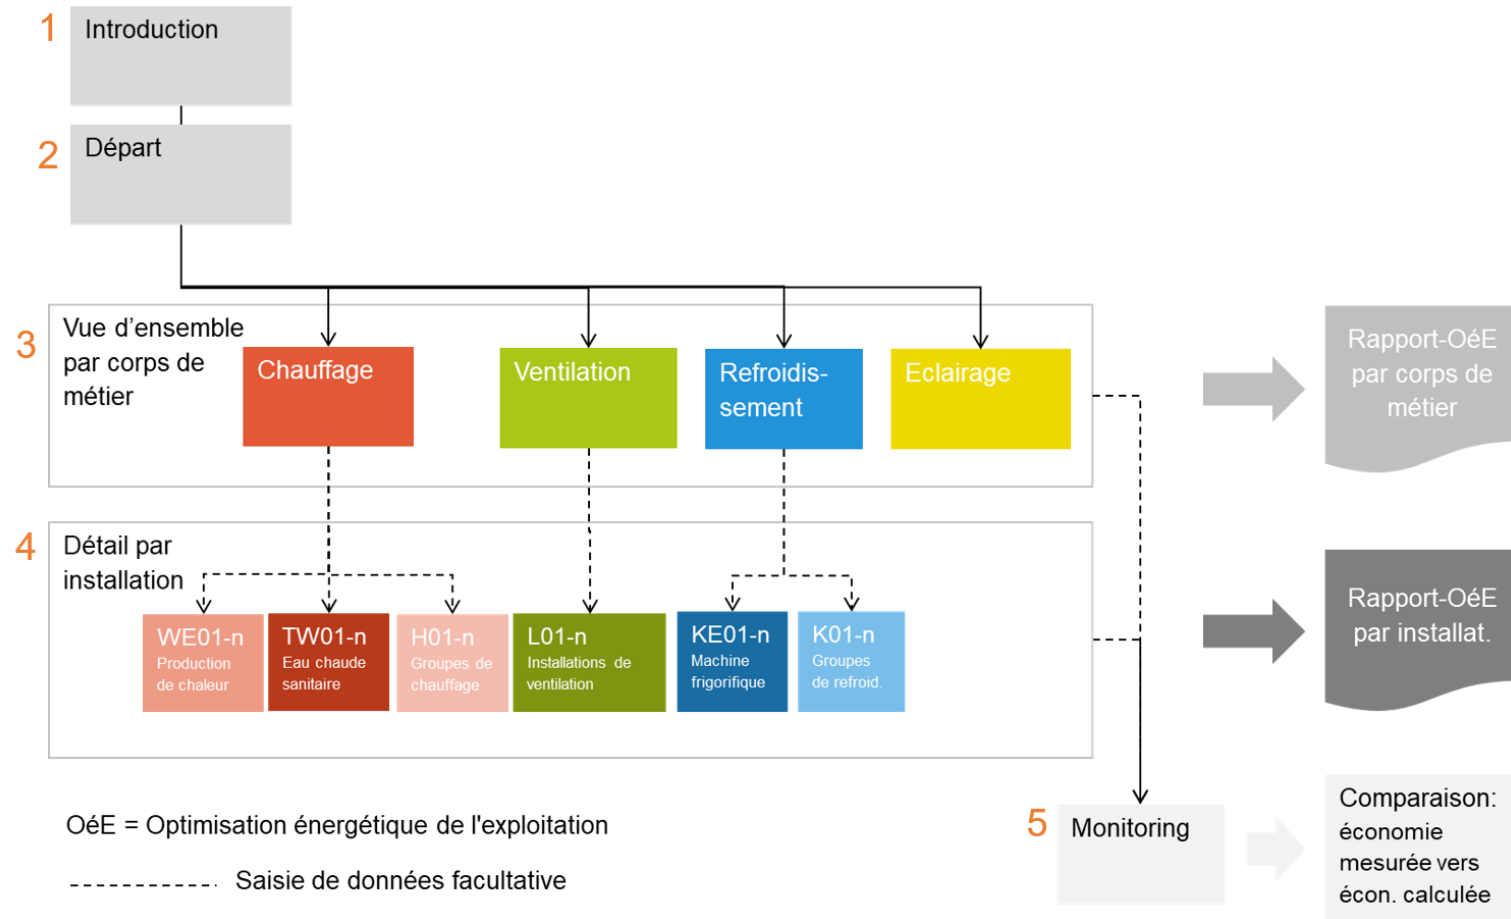 1
Introduction
2
Départ
3
Vue d’ensemble
par corps de
métier
Chauffage
Ventilation
Refroidis-
sement
Eclairage
Rapport-OéE
par corps de
métier
4
Détail par
installation
WE01-n
Production
de chaleur
TW01-n
Eau chaude
sanitaire
H01-n
Groupes de
chauffage
L01-n
Installations de
ventilation
KE01-n
Machine
frigorifique
K01-n
Groupes
de refroid.
Rapport-OéE
par installat.
5
Monitoring
Comparaison:
économie
mesurée vers
écon. calculée
OéE = Optimisation énergétique de l'exploitation
Saisie de données facultative